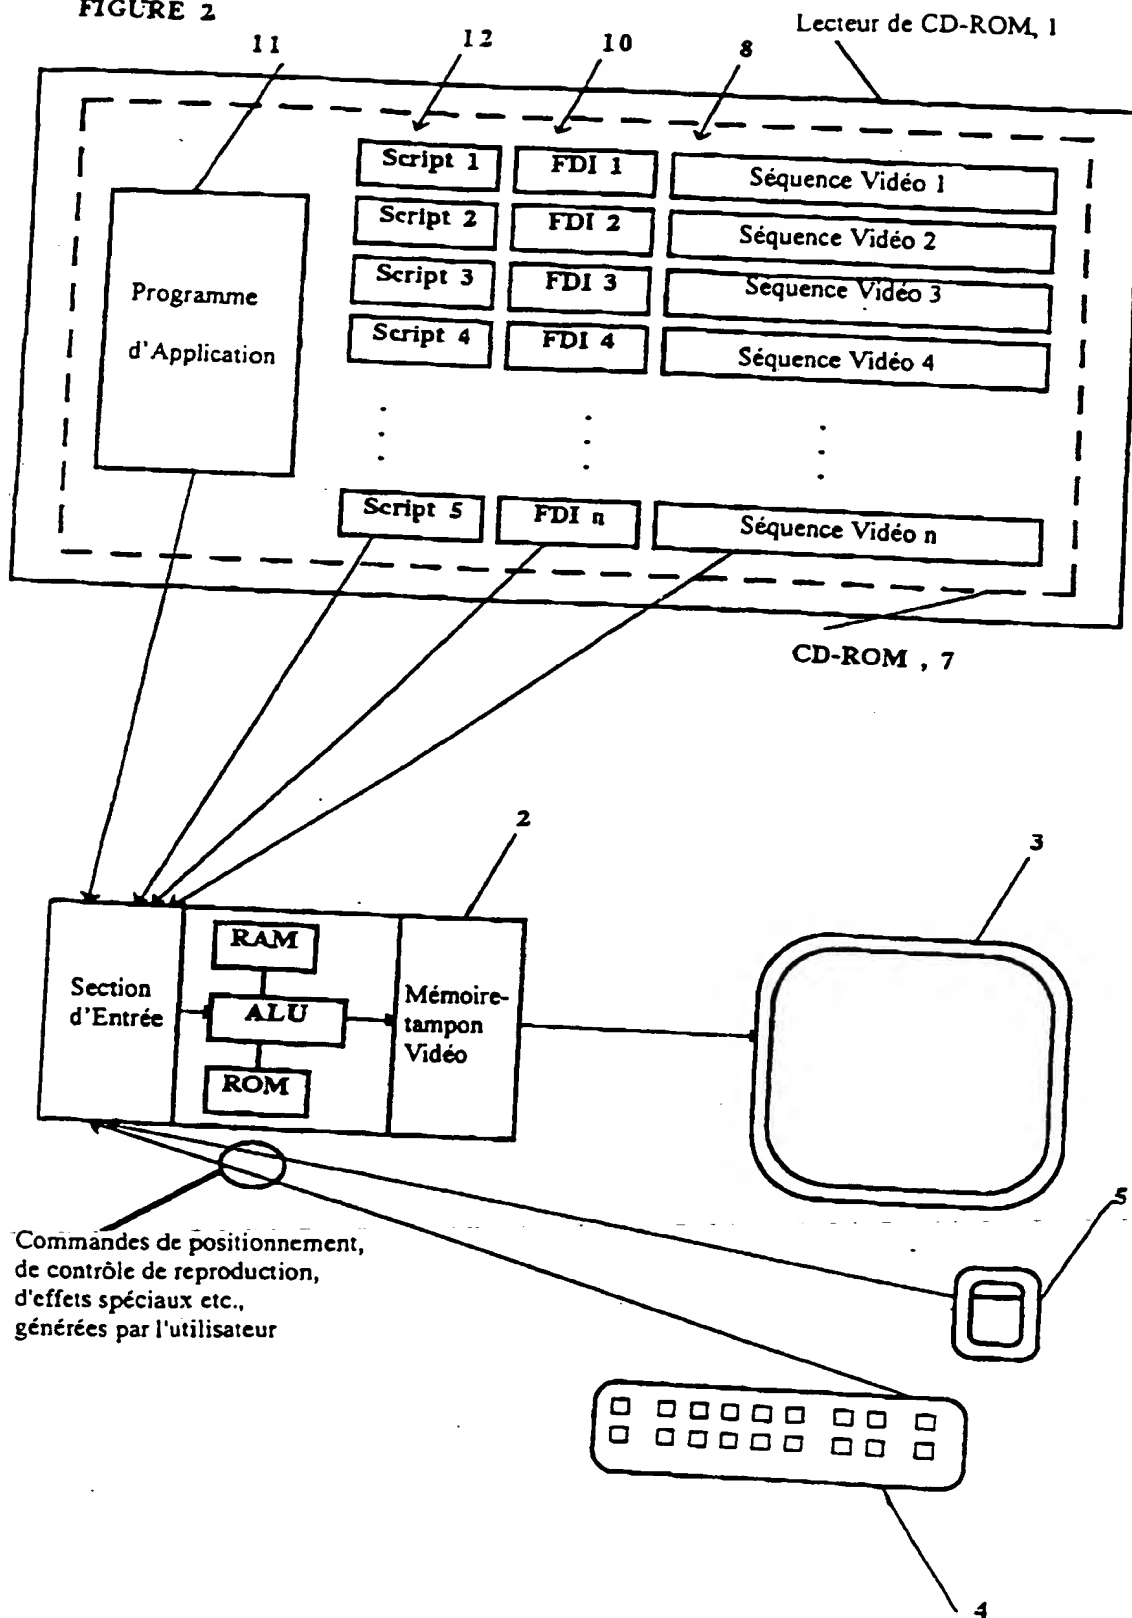 FIGURE 2
Lecteur de CD-ROM, 1
11
12
10
8
Script 1
FDI 1
Séquence Vidéo 1
Script 2
FDI 2
Séquence Vidéo 2
Script 3
FDI 3
Séquence Vidéo 3
Script 4
FDI 4
Séquence Vidéo 4
Programme
d'Application
Script 5
FDI n
Séquence Vidéo n
CD-ROM , 7
2
3
Section
d'Entrée
RAM
ALU
ROM
Mémoire-
tampon
Vidéo
5
Commandes de positionnement,
de contrôle de reproduction,
d'effets spéciaux etc.,
générées par l'utilisateur
4